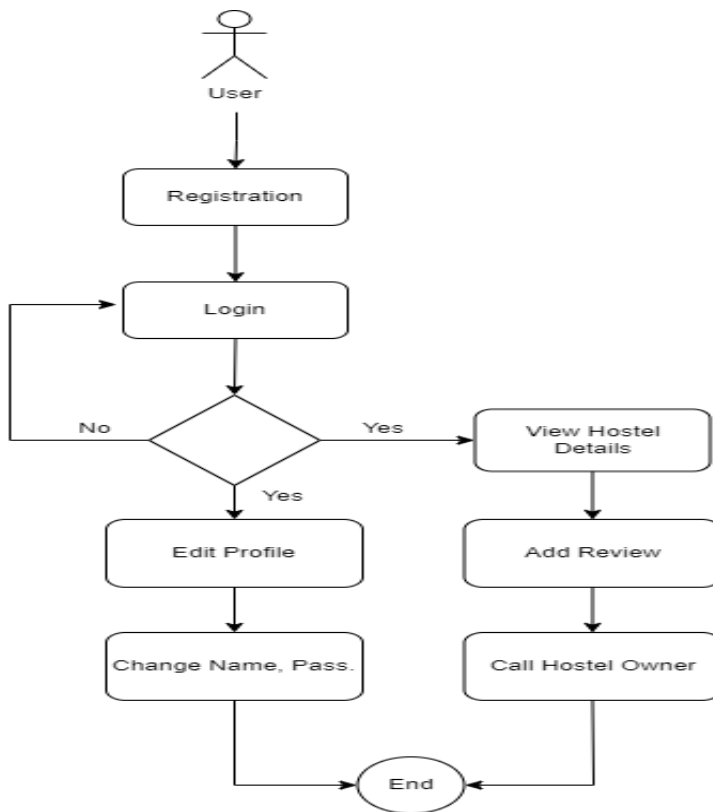 User
Registration
Login
No
Yes
View Hostel
Details
Yes
Edit Profile
Add Review
Change Name, Pass.
Call Hostel Owner
End